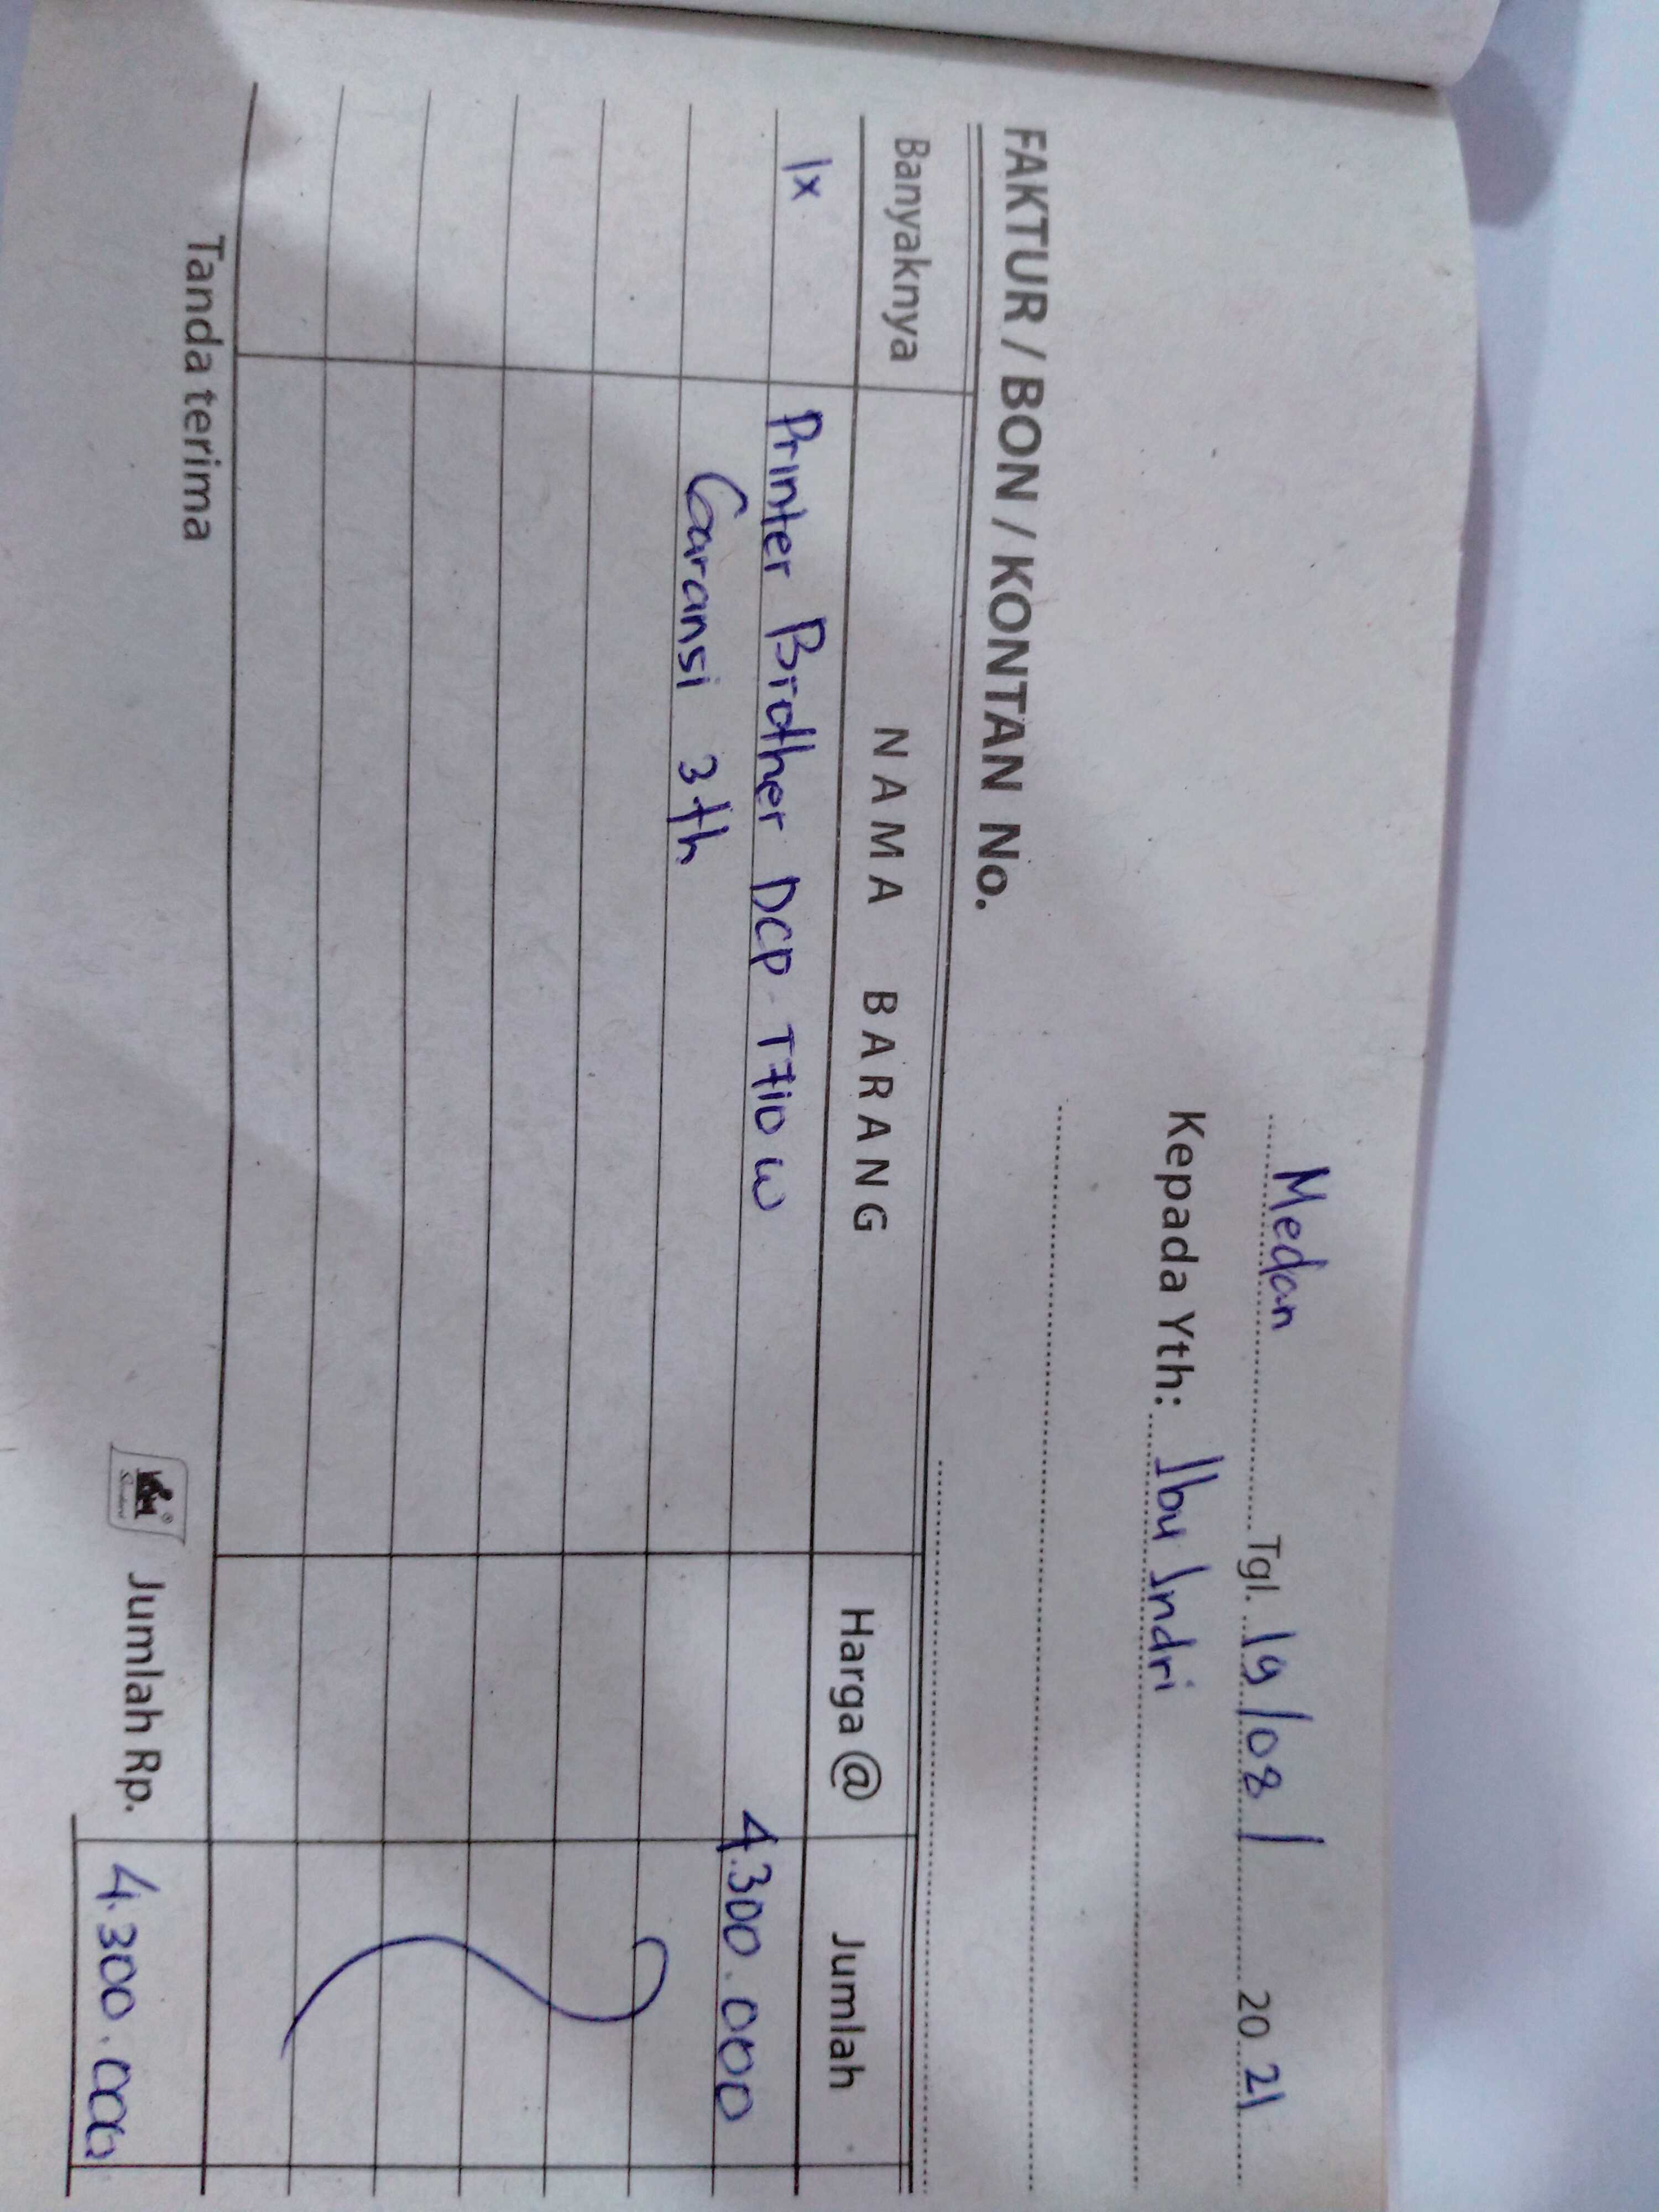 Medan Tgl. 19/08/ 20 21
Kepada Yth: Ibu Indri
FAKTUR / BON / KONTAN No.
Banyaknya NAMA BARANG Harga @ Jumlah
1x Printer Brother DCP-T710W 4.300.000
Garansi 3th
Tanda terima Jumlah Rp. 4.300.000